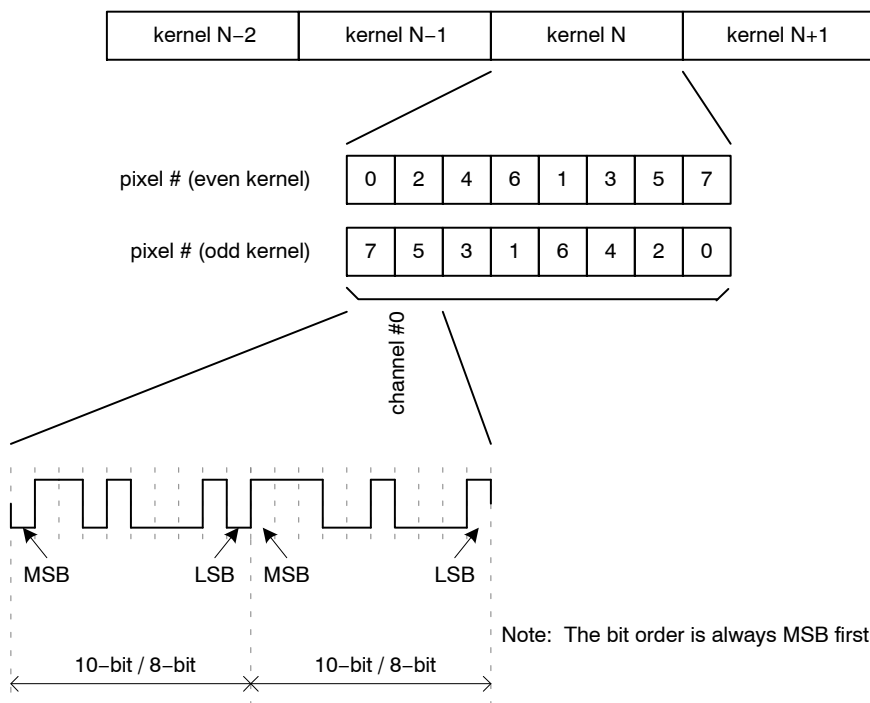 kernel N−2 kernel N−1 kernel N kernel N+1
pixel # (even kernel) 0 2 4 6 1 3 5 7
pixel # (odd kernel) 7 5 3 1 6 4 2 0
channel #0
MSB LSB MSB LSB
Note: The bit order is always MSB first
10−bit / 8−bit 10−bit / 8−bit